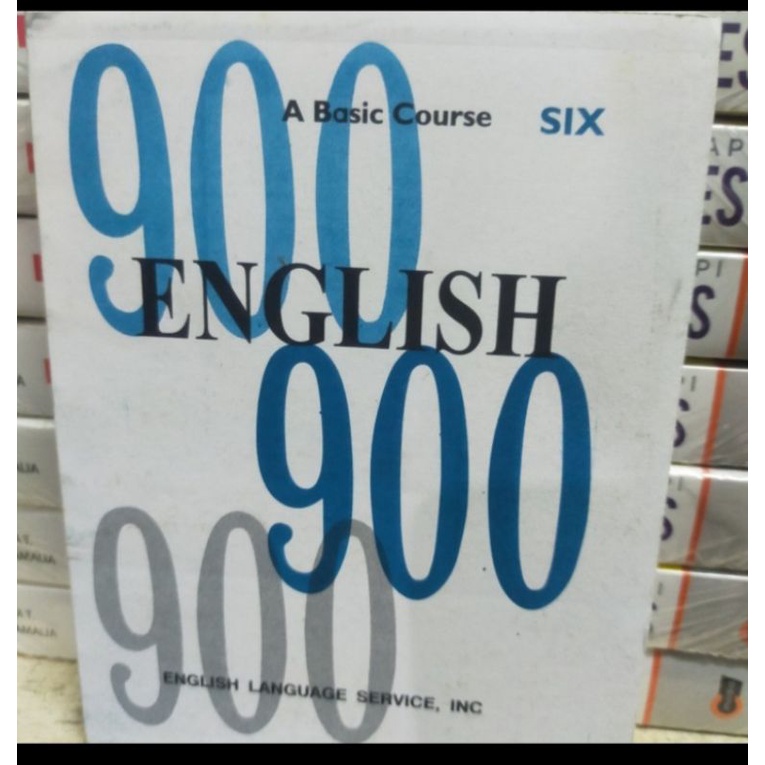 900
A Basic Course SIX
ENGLISH
900
900
ENGLISH LANGUAGE SERVICE, INC